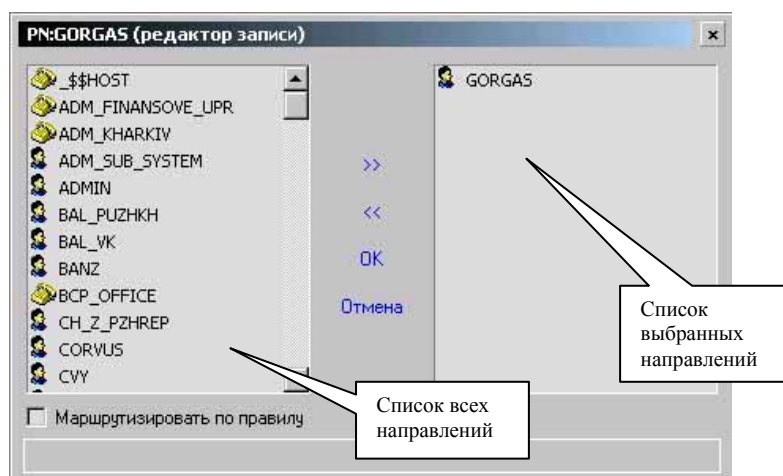 PN:GORGAS (редактор записи)
_$$HOST
ADM_FINANSOVE_UPR
ADM_KHARKIV
ADM_SUB_SYSTEM
ADMIN
BAL_PUZHKH
BAL_VK
BANZ
BCP_OFFICE
CH_Z_PZHREP
CORVUS
CVY
>>
<<
OK
Отмена
GORGAS
Список
выбранных
направлений
Список всех
направлений
Маршрутизировать по правилу